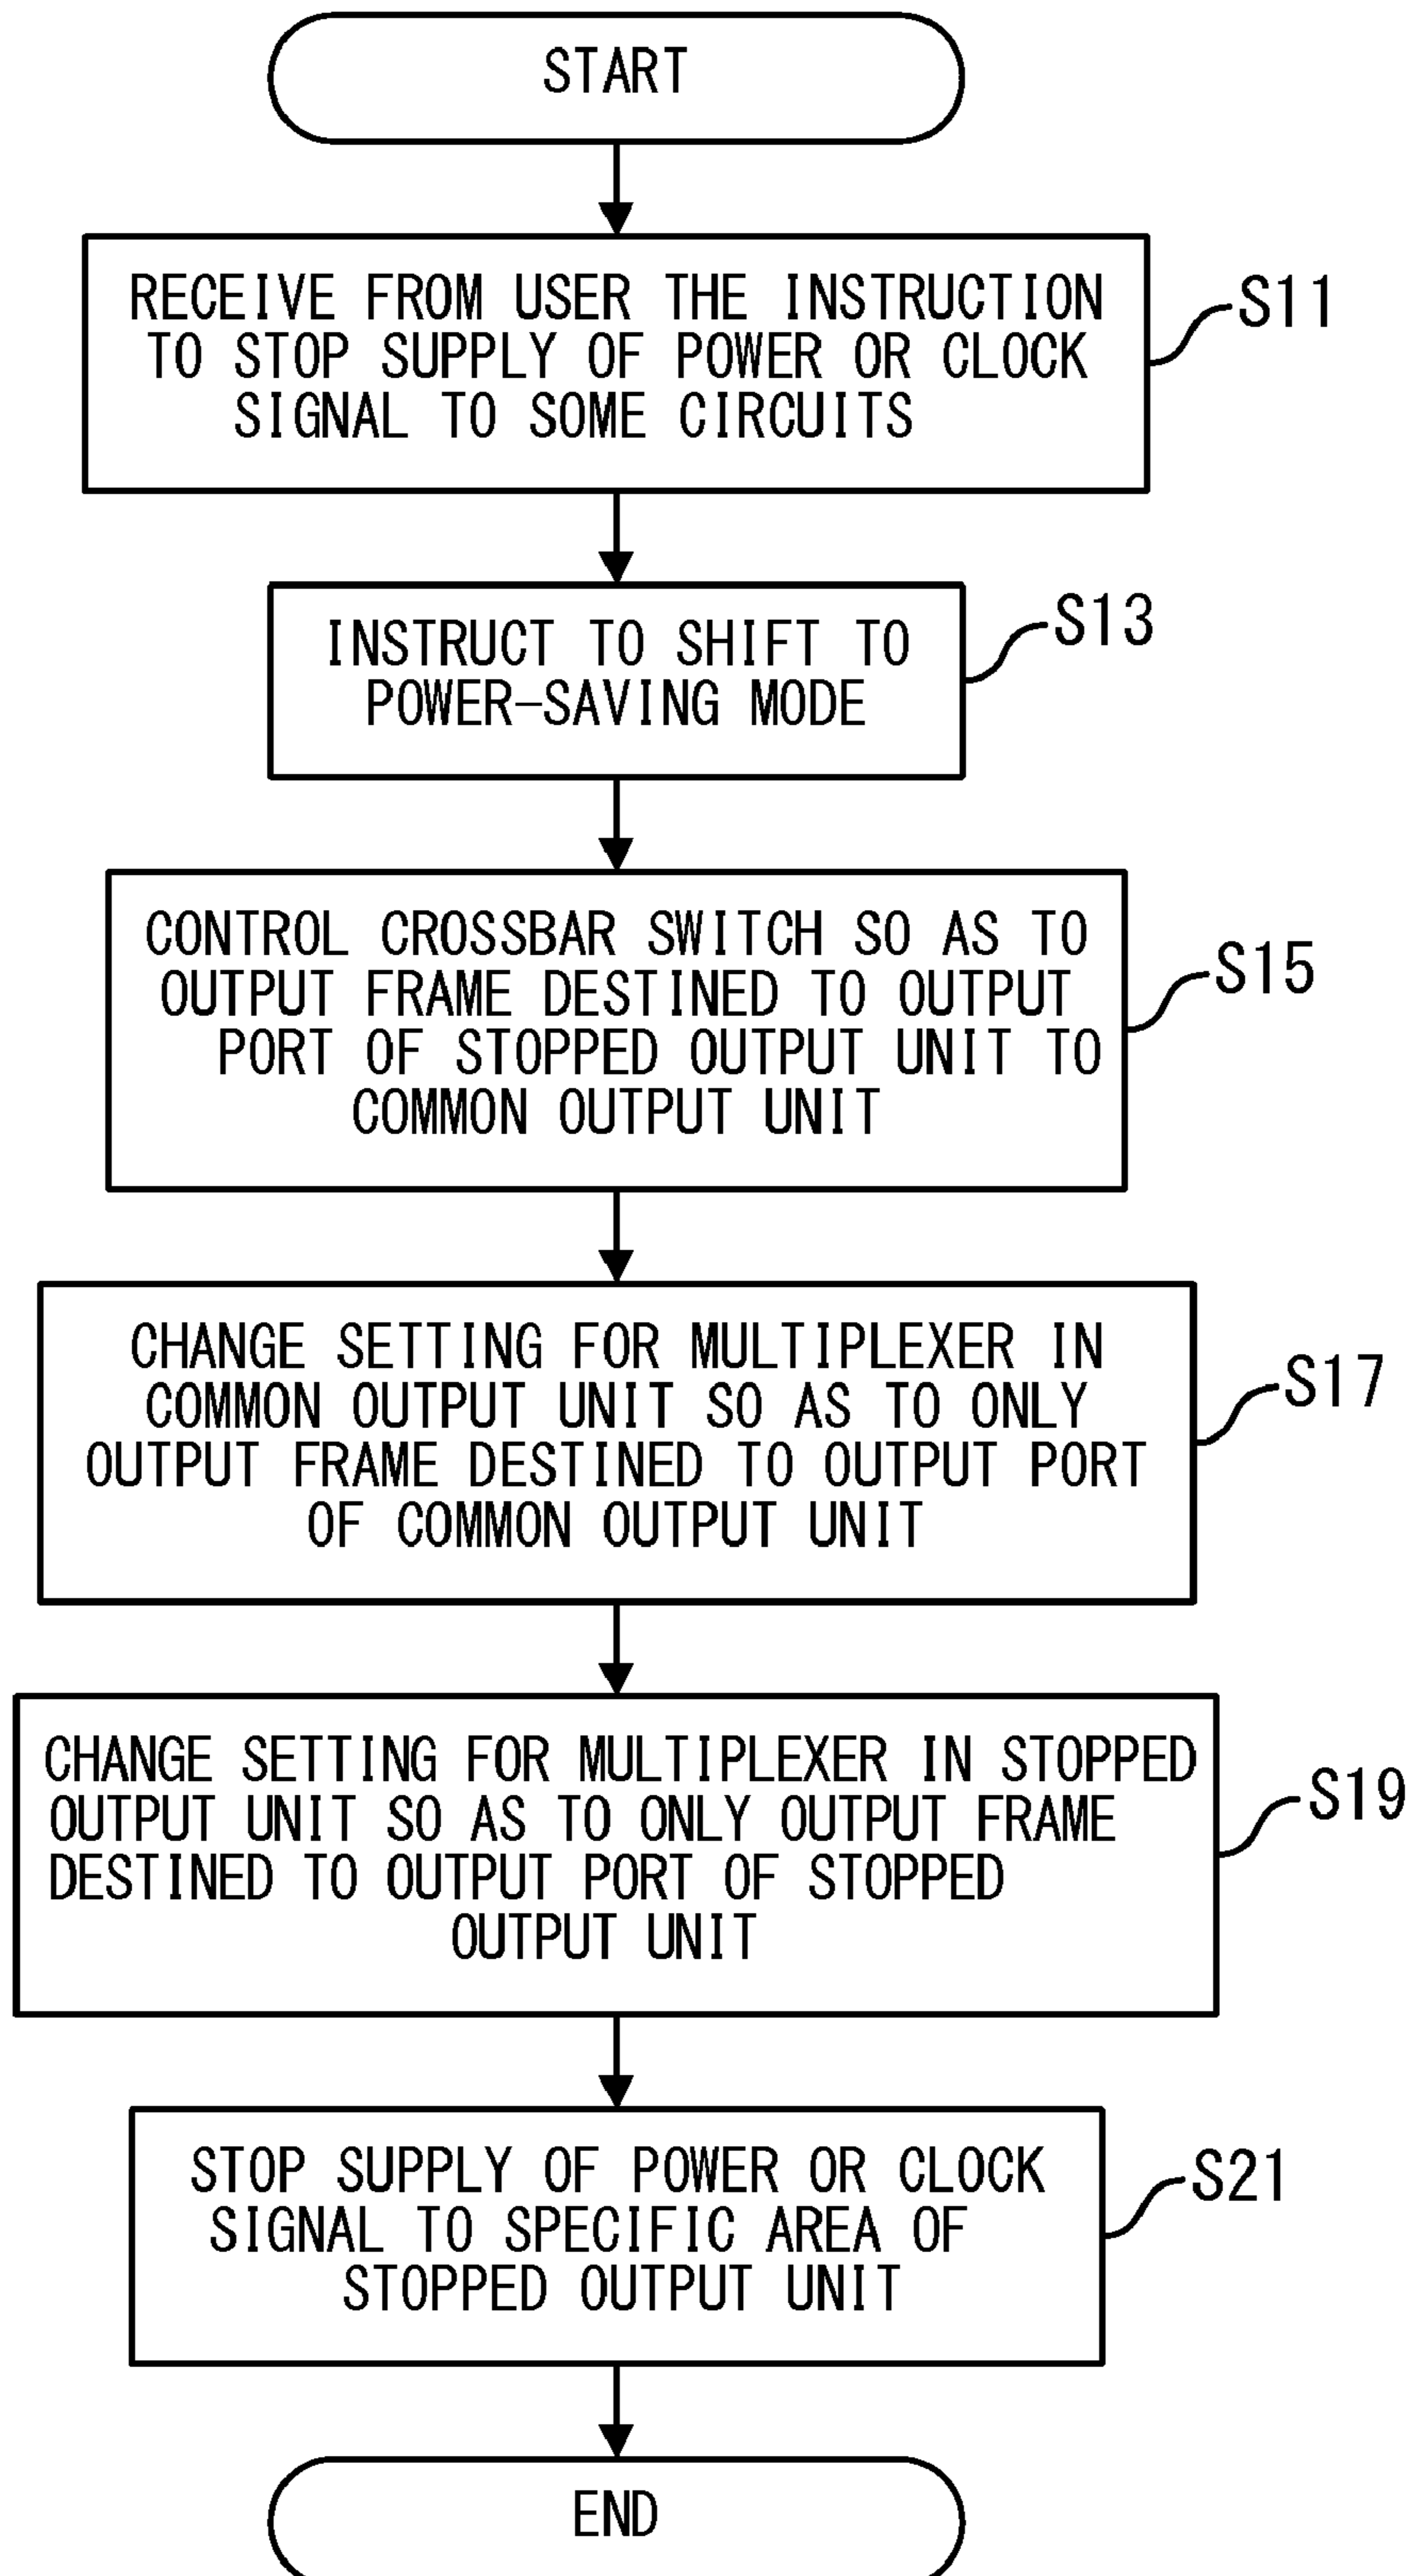 START
RECEIVE FROM USER THE INSTRUCTION
TO STOP SUPPLY OF POWER OR CLOCK
SIGNAL TO SOME CIRCUITS
S11
INSTRUCT TO SHIFT TO
POWER-SAVING MODE
S13
CONTROL CROSSBAR SWITCH SO AS TO
OUTPUT FRAME DESTINED TO OUTPUT
PORT OF STOPPED OUTPUT UNIT TO
COMMON OUTPUT UNIT
S15
CHANGE SETTING FOR MULTIPLEXER IN
COMMON OUTPUT UNIT SO AS TO ONLY
OUTPUT FRAME DESTINED TO OUTPUT PORT
OF COMMON OUTPUT UNIT
S17
CHANGE SETTING FOR MULTIPLEXER IN STOPPED
OUTPUT UNIT SO AS TO ONLY OUTPUT FRAME
DESTINED TO OUTPUT PORT OF STOPPED
OUTPUT UNIT
S19
STOP SUPPLY OF POWER OR CLOCK
SIGNAL TO SPECIFIC AREA OF
STOPPED OUTPUT UNIT
S21
END